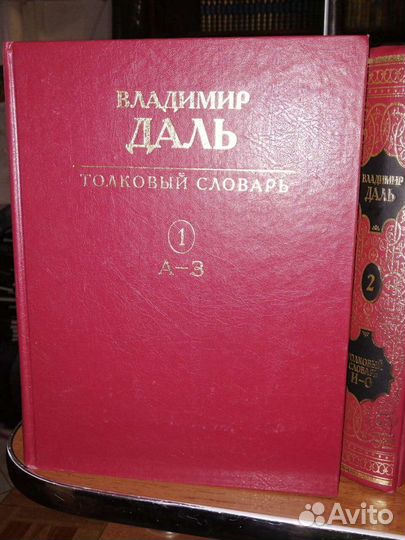 ВЛАДИМИР
ДАЛЬ
ТОЛКОВЫЙ СЛОВАРЬ
1
А–З
ВЛАДИМИР
ДАЛЬ
2
ТОЛКОВЫЙ
СЛОВАРЬ
И–О
Avito